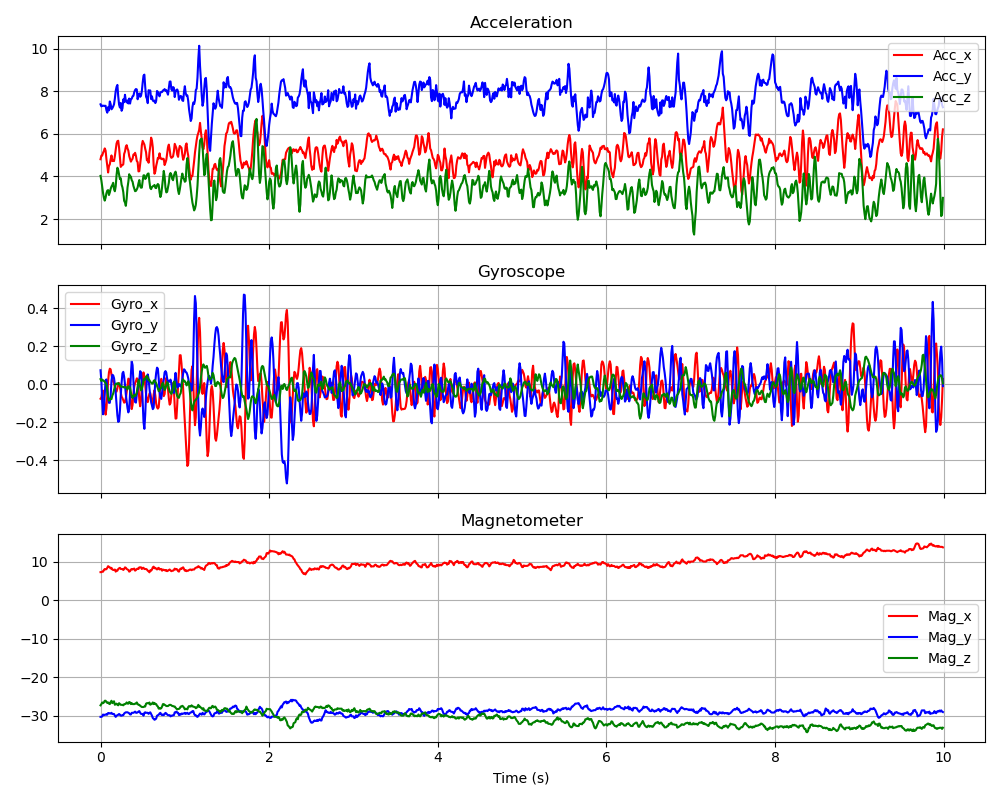 Acceleration
10
8
6
4
2
Acc_x
Acc_y
Acc_z
Gyroscope
0.4
0.2
0.0
−0.2
−0.4
Gyro_x
Gyro_y
Gyro_z
Magnetometer
10
0
−10
−20
−30
Mag_x
Mag_y
Mag_z
0 2 4 6 8 10
Time (s)